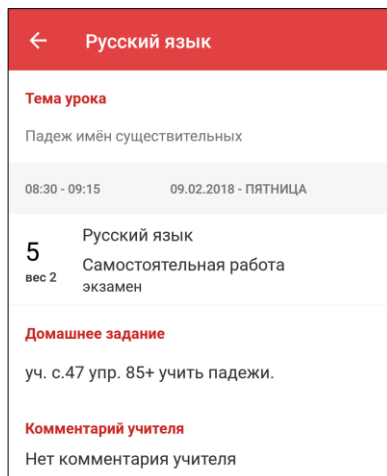 Русский язык
Тема урока
Падеж имён существительных
08:30 - 09:15 09.02.2018 - ПЯТНИЦА
5
вес 2
Русский язык
Самостоятельная работа
экзамен
Домашнее задание
уч. с.47 упр. 85+ учить падежи.
Комментарий учителя
Нет комментария учителя